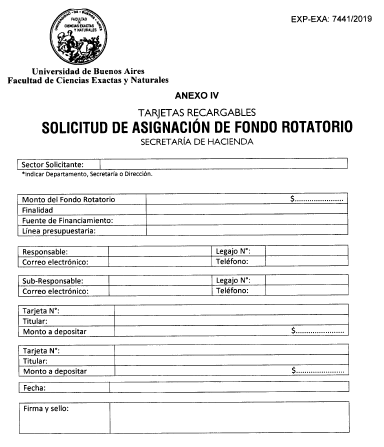 EXP-EXA: 7441/2019
FACULTAD
DE
CIENCIAS EXACTAS
Y NATURALES
Universidad de Buenos Aires
Facultad de Ciencias Exactas y Naturales
ANEXO IV
TARJETAS RECARGABLES
SOLICITUD DE ASIGNACIÓN DE FONDO ROTATORIO
SECRETARÍA DE HACIENDA
Sector Solicitante:
*Indicar Departamento, Secretaría o Dirección.
Monto del Fondo Rotatorio $......................
Finalidad
Fuente de Financiamiento:
Línea presupuestaria:
Responsable: Legajo N°:
Correo electrónico: Teléfono:
Sub-Responsable: Legajo N°:
Correo electrónico: Teléfono:
Tarjeta N°:
Titular:
Monto a depositar $......................
Tarjeta N°:
Titular:
Monto a depositar $......................
Fecha:
Firma y sello: